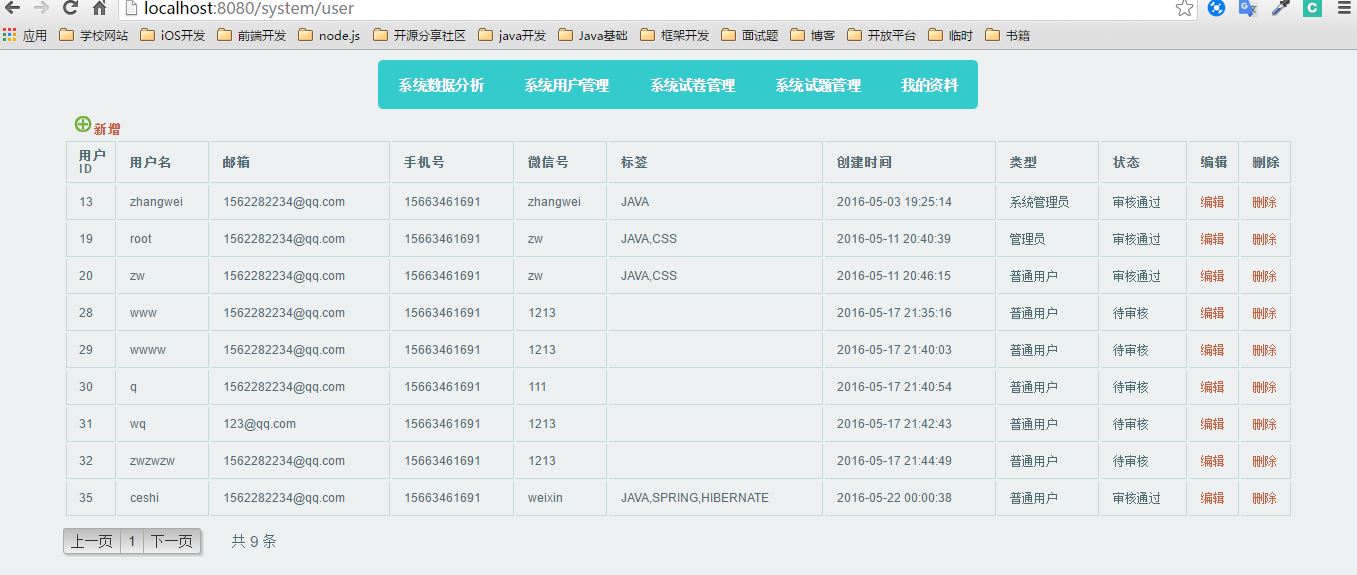 localhost:8080/system/user
应用 学校网站 iOS开发 前端开发 node.js 开源分享社区 java开发 Java基础 框架开发 面试题 博客 开放平台 临时 书籍
系统数据分析 系统用户管理 系统试卷管理 系统试题管理 我的资料
新增
用户ID 用户名 邮箱 手机号 微信号 标签 创建时间 类型 状态 编辑 删除
13 zhangwei 1562282234@qq.com 15663461691 zhangwei JAVA 2016-05-03 19:25:14 系统管理员 审核通过 编辑 删除
19 root 1562282234@qq.com 15663461691 zw JAVA,CSS 2016-05-11 20:40:39 管理员 审核通过 编辑 删除
20 zw 1562282234@qq.com 15663461691 zw JAVA,CSS 2016-05-11 20:46:15 普通用户 审核通过 编辑 删除
28 www 1562282234@qq.com 15663461691 1213 2016-05-17 21:35:16 普通用户 待审核 编辑 删除
29 wwww 1562282234@qq.com 15663461691 1213 2016-05-17 21:40:03 普通用户 待审核 编辑 删除
30 q 1562282234@qq.com 15663461691 111 2016-05-17 21:40:54 普通用户 待审核 编辑 删除
31 wq 123@qq.com 15663461691 1213 2016-05-17 21:42:43 普通用户 待审核 编辑 删除
32 zwzwzw 1562282234@qq.com 15663461691 1213 2016-05-17 21:44:49 普通用户 待审核 编辑 删除
35 ceshi 1562282234@qq.com 15663461691 weixin JAVA,SPRING,HIBERNATE 2016-05-22 00:00:38 普通用户 审核通过 编辑 删除
上一页 1 下一页 共 9 条